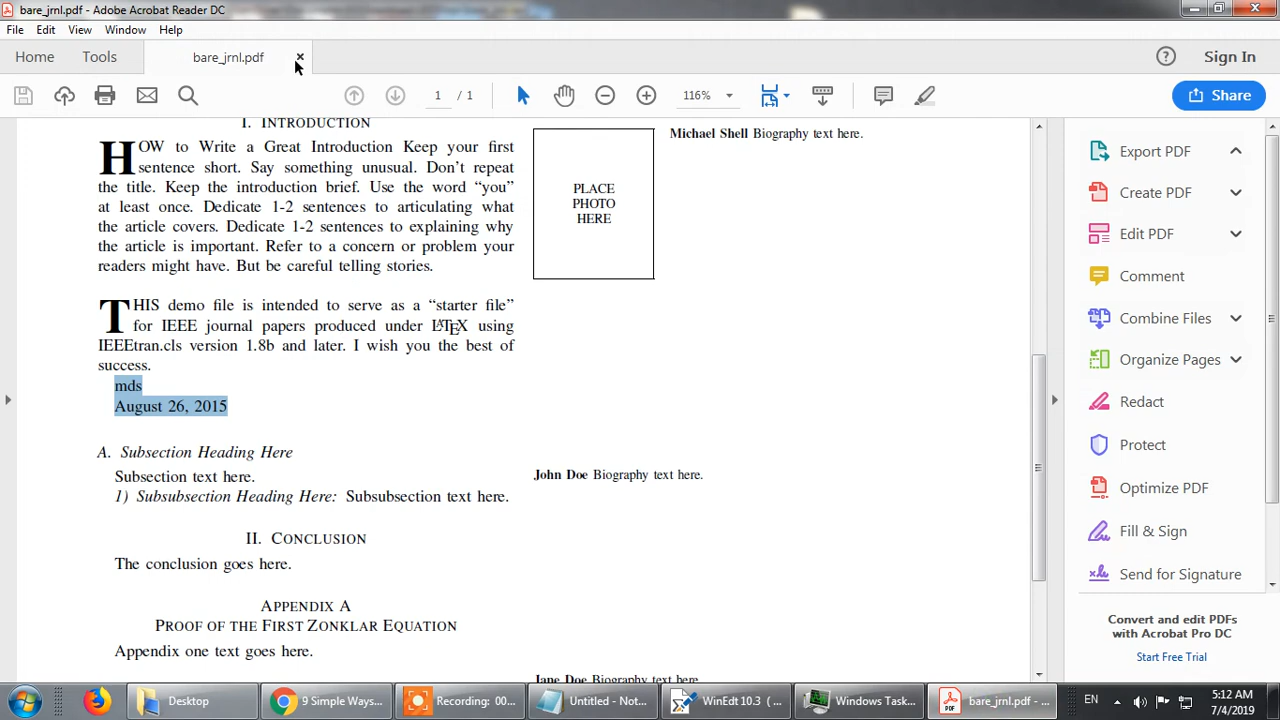 bare_jrnl.pdf - Adobe Acrobat Reader DC
File Edit View Window Help
Home Tools bare_jrnl.pdf × ? Sign In
1 / 1 116% Share
I. INTRODUCTION
HOW to Write a Great Introduction Keep your first
sentence short. Say something unusual. Don’t repeat
the title. Keep the introduction brief. Use the word “you”
at least once. Dedicate 1-2 sentences to articulating what
the article covers. Dedicate 1-2 sentences to explaining why
the article is important. Refer to a concern or problem your
readers might have. But be careful telling stories.
THIS demo file is intended to serve as a “starter file”
for IEEE journal papers produced under LATEX using
IEEEtran.cls version 1.8b and later. I wish you the best of
success.
mds
August 26, 2015
A. Subsection Heading Here
Subsection text here.
1) Subsubsection Heading Here: Subsubsection text here.
II. CONCLUSION
The conclusion goes here.
APPENDIX A
PROOF OF THE FIRST ZONKLAR EQUATION
Appendix one text goes here.
PLACE
PHOTO
HERE
Michael Shell Biography text here.
John Doe Biography text here.
Jane Doe Biography text here.
Export PDF
Create PDF
Edit PDF
Comment
Combine Files
Organize Pages
Redact
Protect
Optimize PDF
Fill & Sign
Send for Signature
Convert and edit PDFs
with Acrobat Pro DC
Start Free Trial
Desktop
9 Simple Ways...
Recording: 00...
Untitled - Not...
WinEdt 10.3 ( ...
Windows Task...
PDF
bare_jrnl.pdf - ...
EN
5:12 AM
7/4/2019